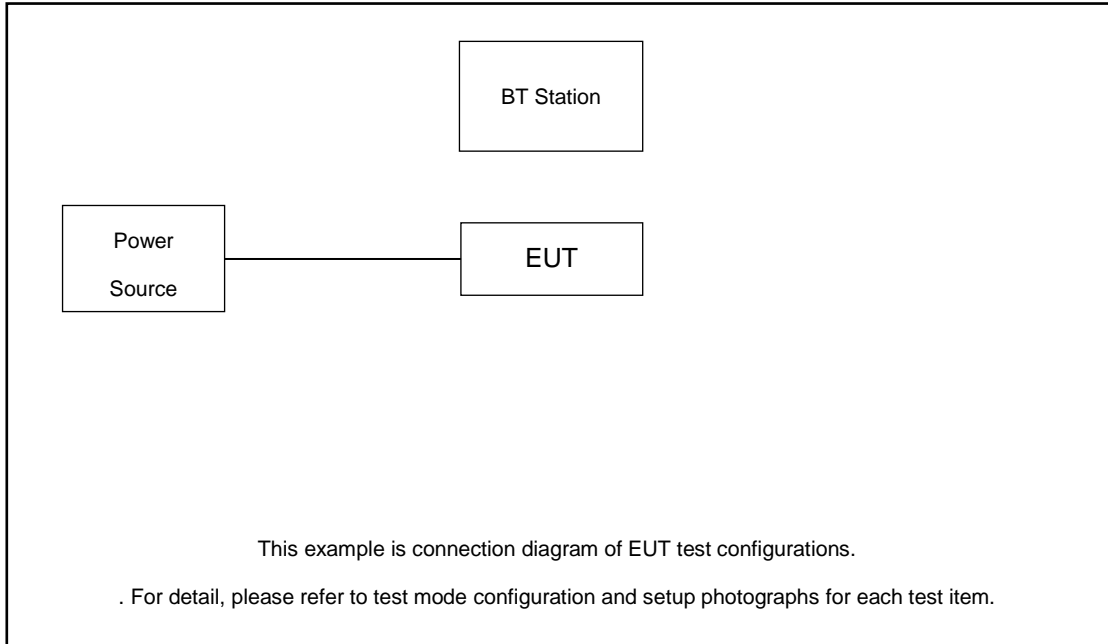 BT Station
Power
Source
EUT
This example is connection diagram of EUT test configurations.
. For detail, please refer to test mode configuration and setup photographs for each test item.